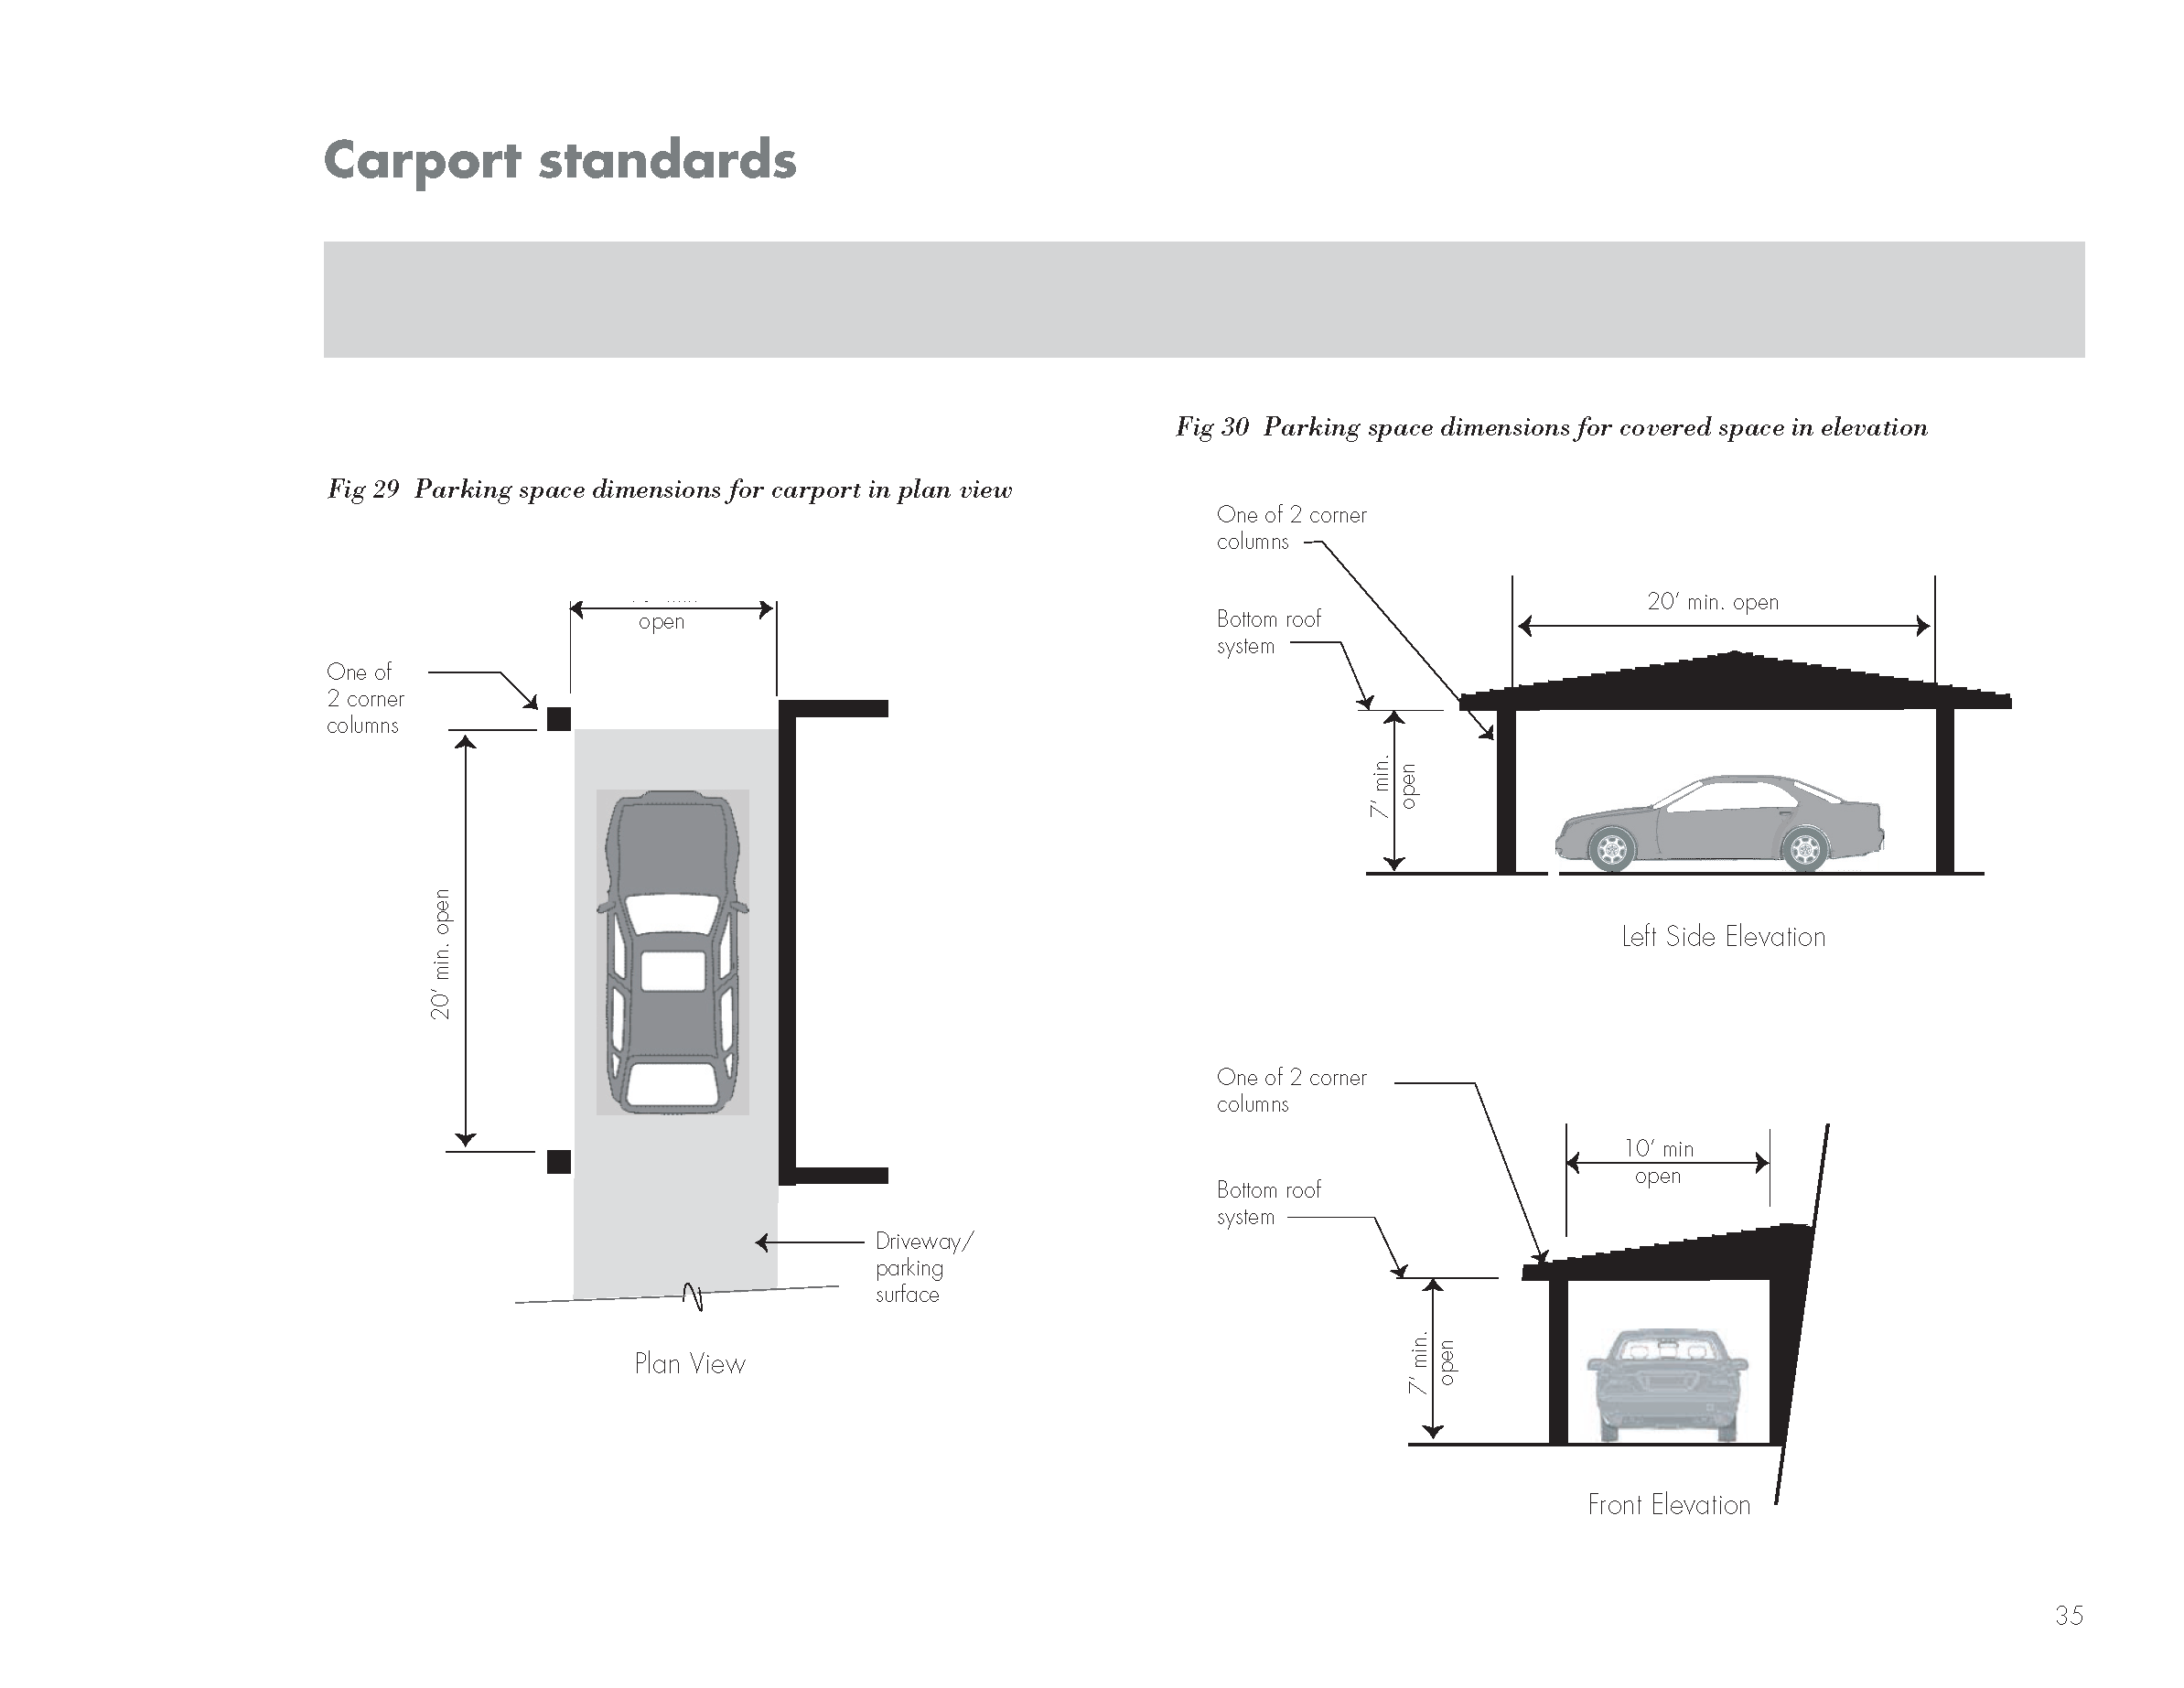 Carport standards
Fig 29 Parking space dimensions for carport in plan view
open
One of
2 corner
columns
20' min. open
Driveway/
parking
surface
Plan View
Fig 30 Parking space dimensions for covered space in elevation
One of 2 corner
columns
Bottom roof
system
20' min. open
7' min.
open
Left Side Elevation
One of 2 corner
columns
Bottom roof
system
10' min
open
7' min.
open
Front Elevation
35